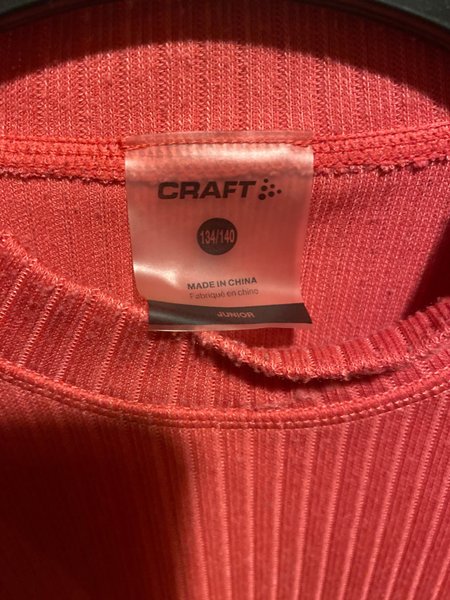 CRAFT
134/140
MADE IN CHINA
Fabriqué en chine
JUNIOR